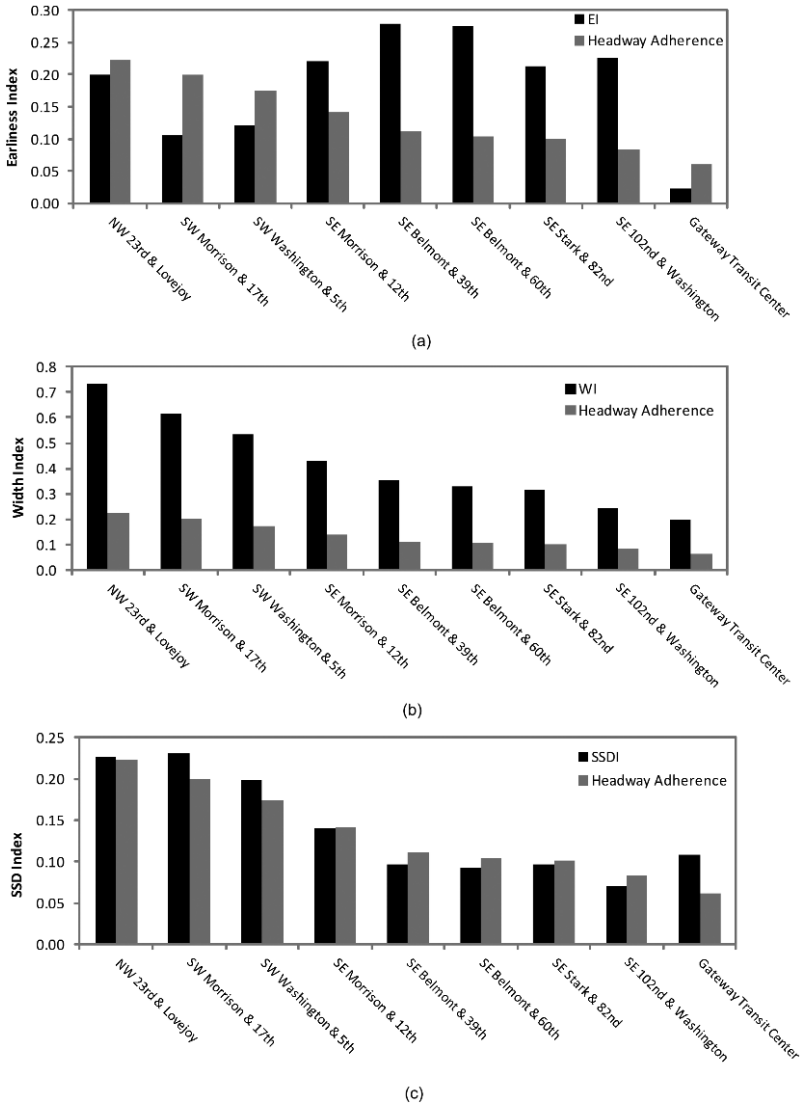 0.30
0.25
0.20
0.15
0.10
0.05
0.00
Earliness Index
EI
Headway Adherence
NW 23rd & Lovejoy
SW Morrison & 17th
SW Washington & 5th
SE Morrison & 12th
SE Belmont & 39th
SE Belmont & 60th
SE Stark & 82nd
SE 102nd & Washington
Gateway Transit Center
(a)
0.8
0.7
0.6
0.5
0.4
0.3
0.2
0.1
0.0
Width Index
WI
Headway Adherence
NW 23rd & Lovejoy
SW Morrison & 17th
SW Washington & 5th
SE Morrison & 12th
SE Belmont & 39th
SE Belmont & 60th
SE Stark & 82nd
SE 102nd & Washington
Gateway Transit Center
(b)
0.25
0.20
0.15
0.10
0.05
0.00
SSD Index
SSDI
Headway Adherence
NW 23rd & Lovejoy
SW Morrison & 17th
SW Washington & 5th
SE Morrison & 12th
SE Belmont & 39th
SE Belmont & 60th
SE Stark & 82nd
SE 102nd & Washington
Gateway Transit Center
(c)